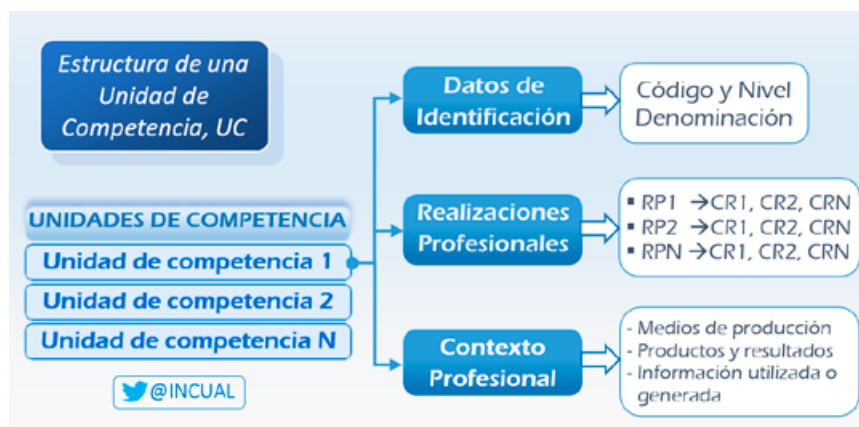 Estructura de una
Unidad de
Competencia, UC
UNIDADES DE COMPETENCIA
Unidad de competencia 1
Unidad de competencia 2
Unidad de competencia N
@INCUAL
Datos de
Identificación
Código y Nivel
Denominación
Realizaciones
Profesionales
▪ RP1 →CR1, CR2, CRN
▪ RP2 →CR1, CR2, CRN
▪ RPN →CR1, CR2, CRN
Contexto
Profesional
- Medios de producción
- Productos y resultados
- Información utilizada o
generada